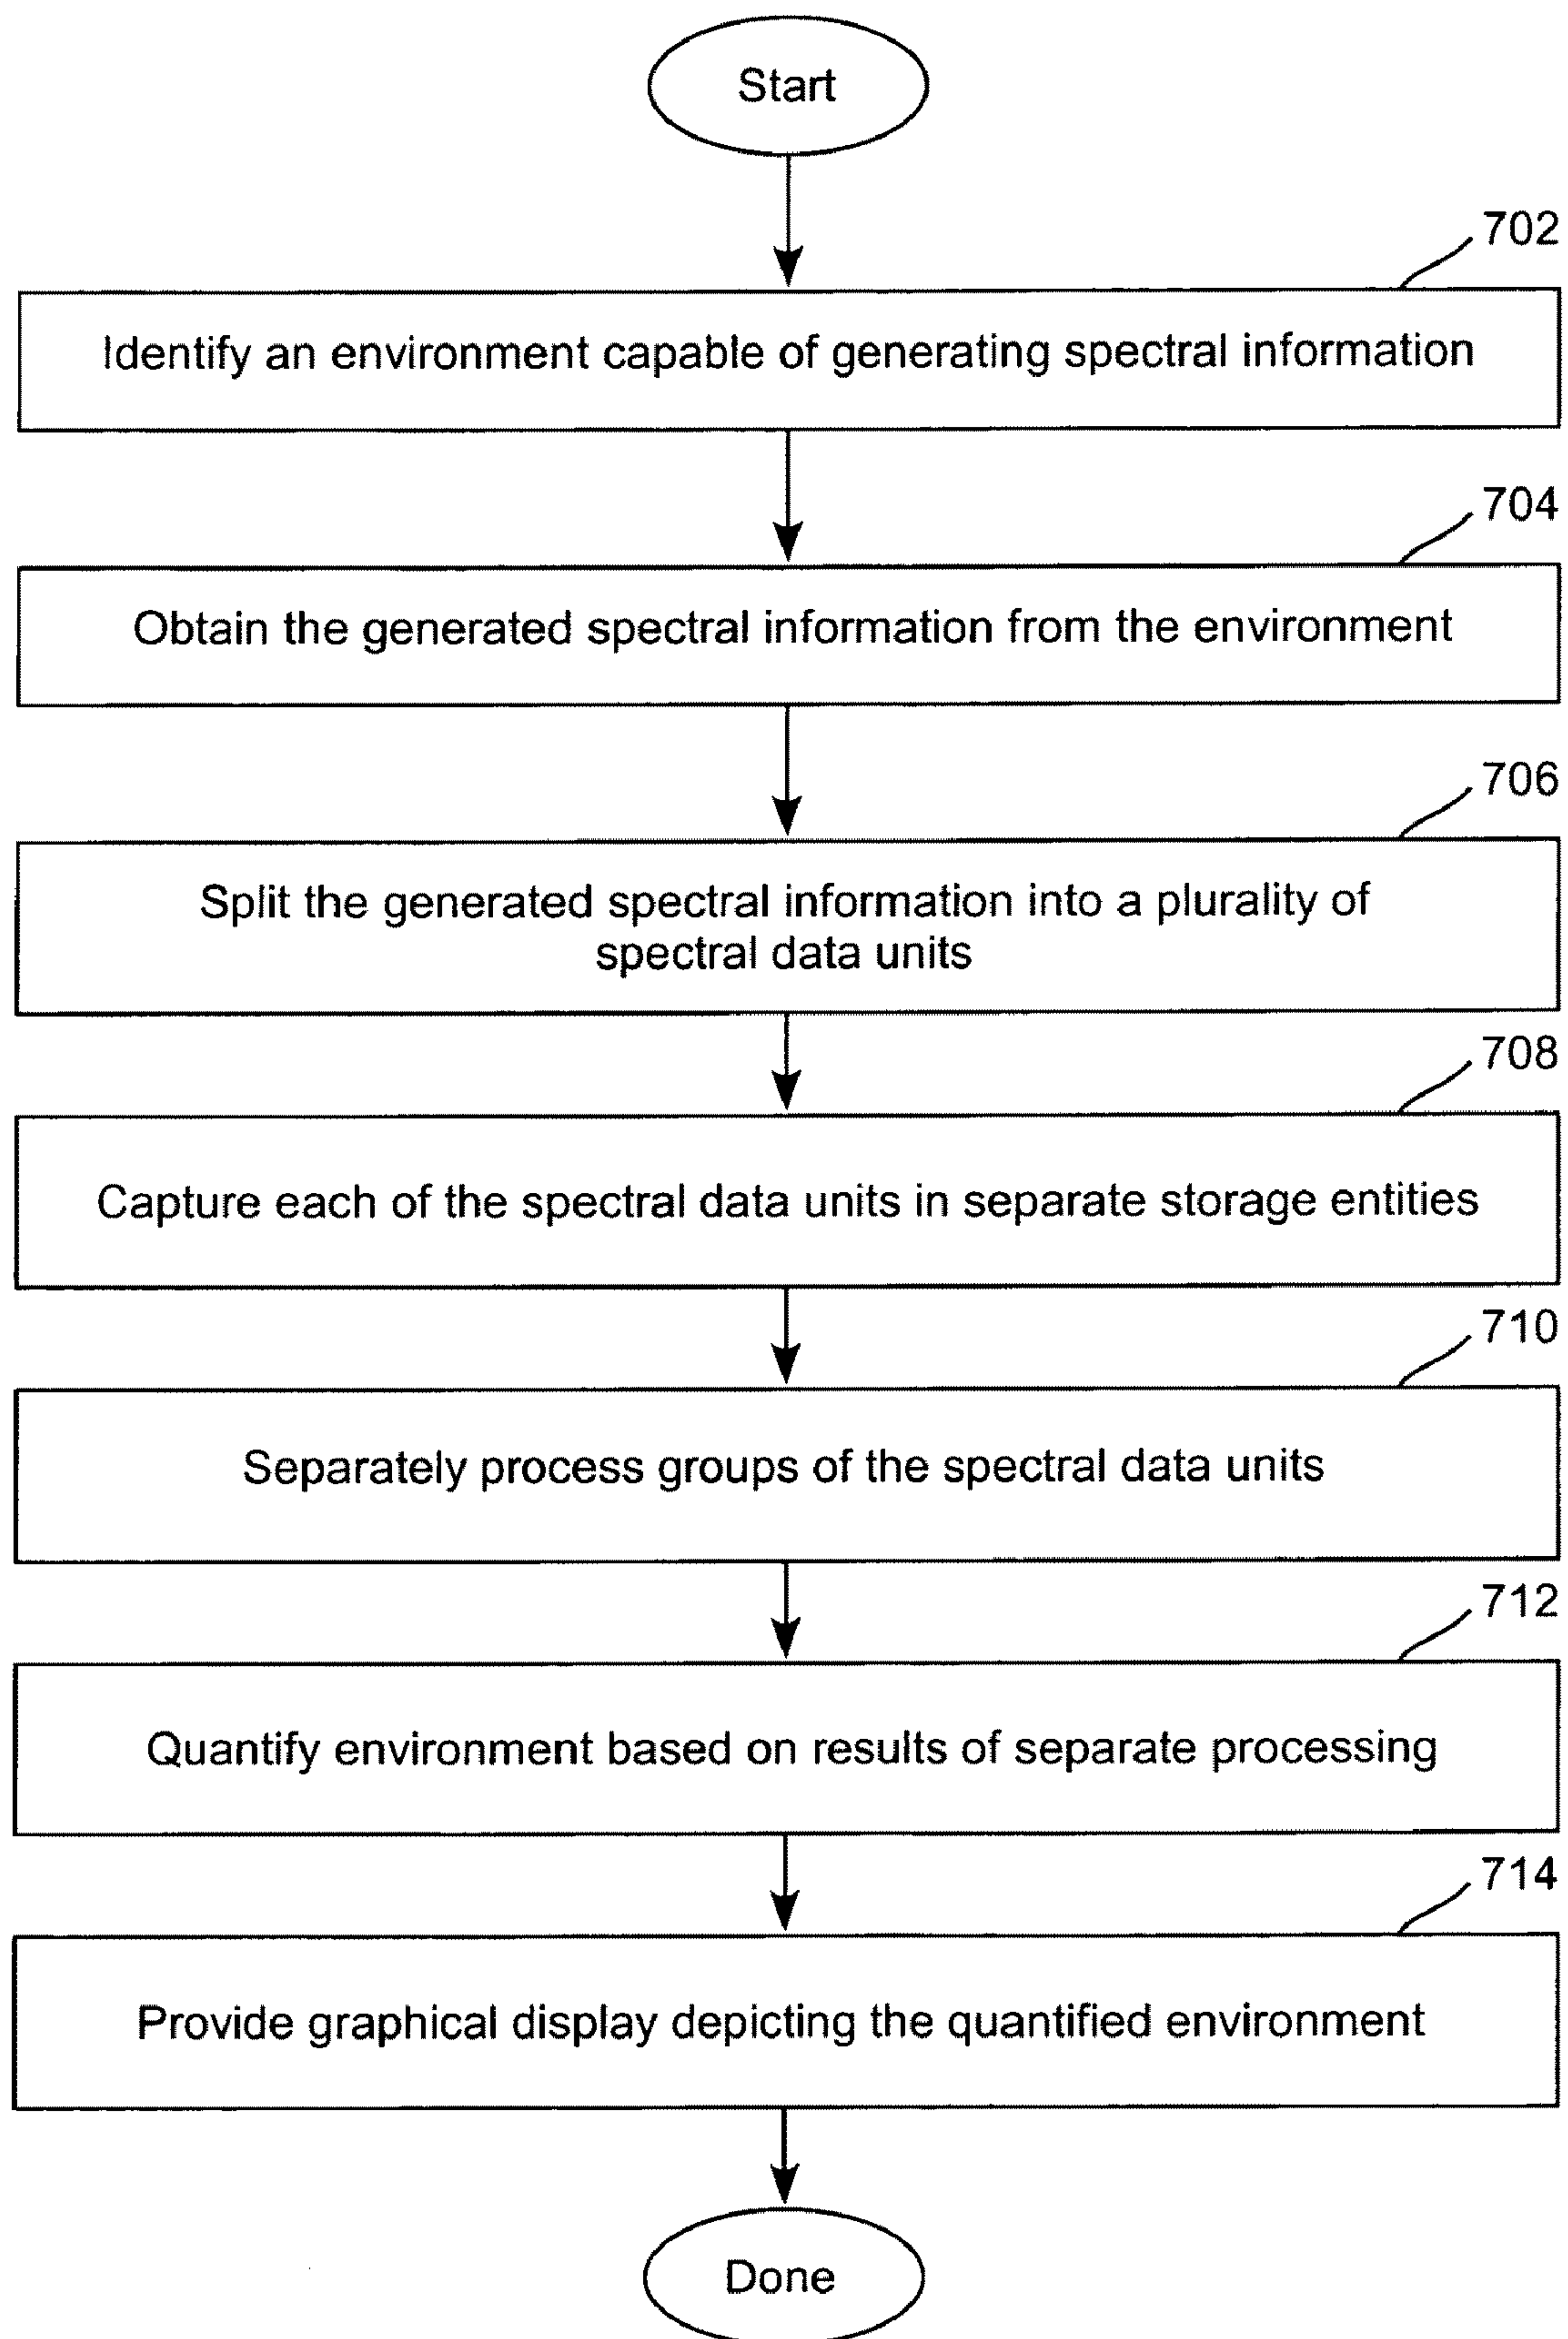 Start
702
Identify an environment capable of generating spectral information
704
Obtain the generated spectral information from the environment
706
Split the generated spectral information into a plurality of
spectral data units
708
Capture each of the spectral data units in separate storage entities
710
Separately process groups of the spectral data units
712
Quantify environment based on results of separate processing
714
Provide graphical display depicting the quantified environment
Done